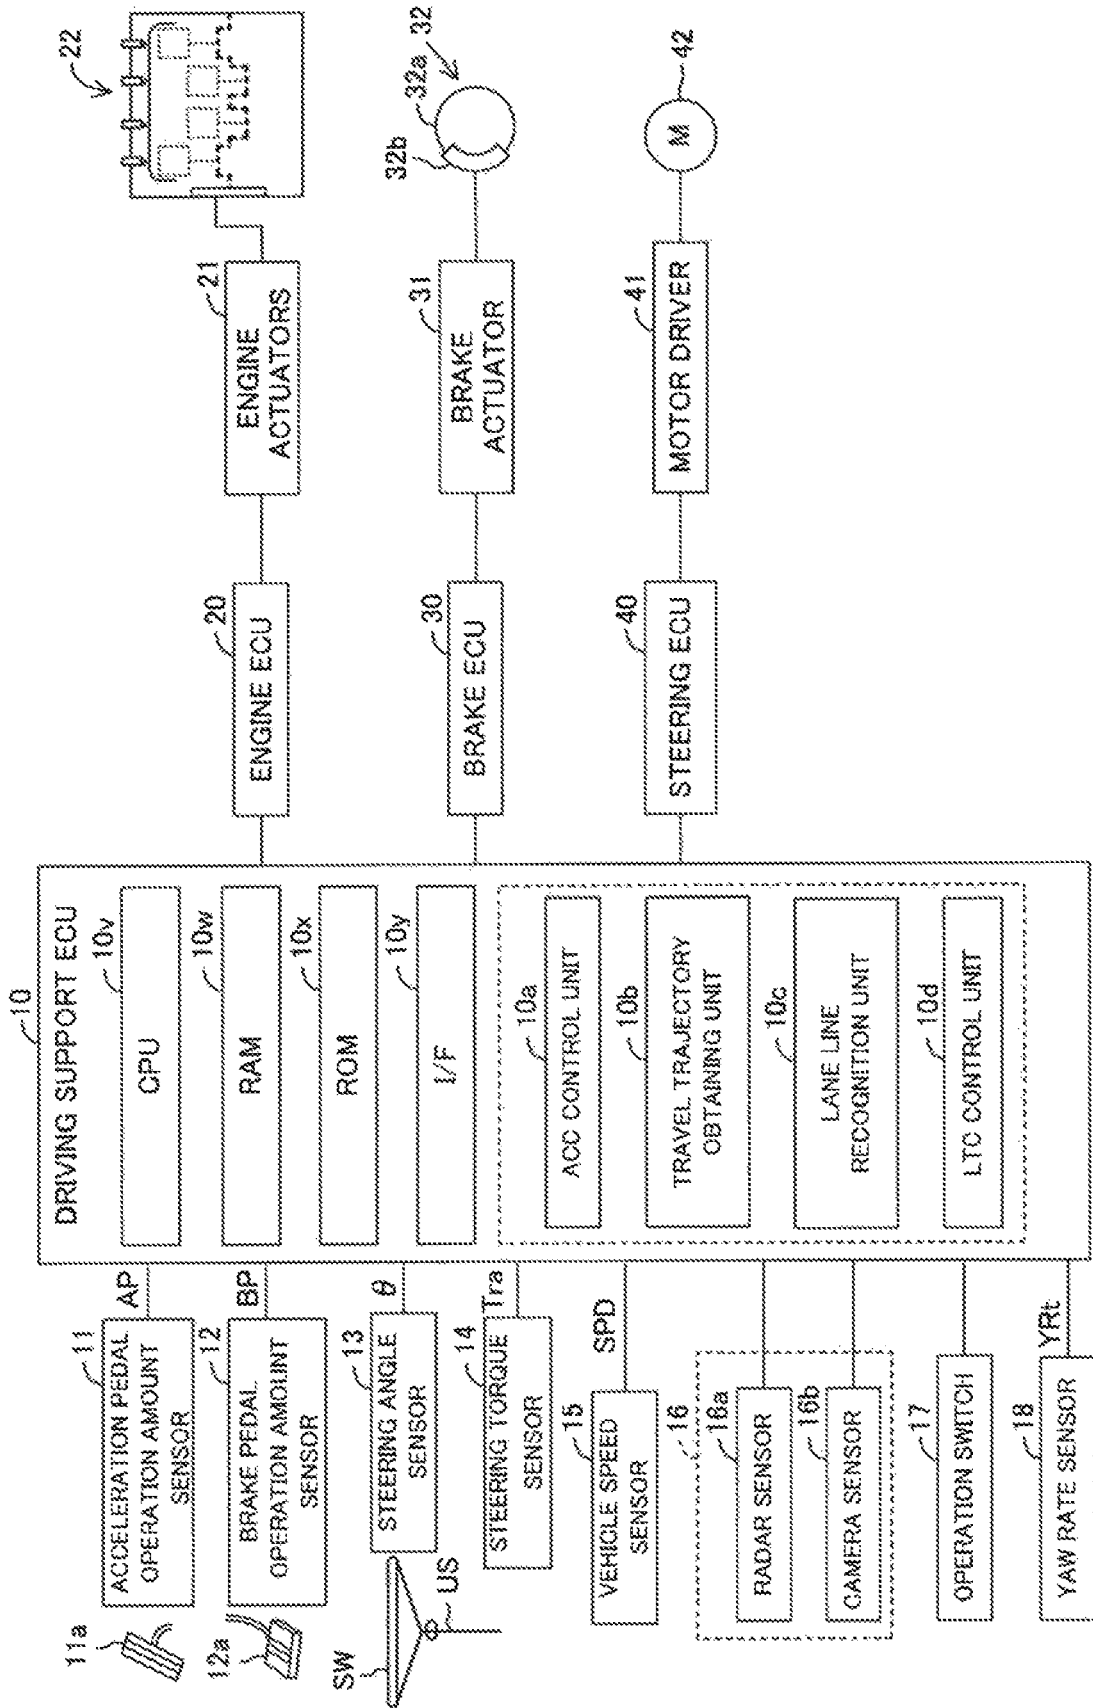 10
DRIVING SUPPORT ECU
10v
CPU
10w
RAM
10x
ROM
10y
I/F
10a
ACC CONTROL UNIT
10b
TRAVEL TRAJECTORY
OBTAINING UNIT
10c
LANE LINE
RECOGNITION UNIT
10d
LTC CONTROL UNIT
11a
11
ACCELERATION PEDAL
OPERATION AMOUNT
SENSOR
AP
12a
12
BRAKE PEDAL
OPERATION AMOUNT
SENSOR
BP
SW
US
13
STEERING ANGLE
SENSOR
θ
14
STEERING TORQUE
SENSOR
Tra
15
VEHICLE SPEED
SENSOR
SPD
16
16a
RADAR SENSOR
16b
CAMERA SENSOR
17
OPERATION SWITCH
18
YAW RATE SENSOR
YRt
20
ENGINE ECU
21
ENGINE
ACTUATORS
22
30
BRAKE ECU
31
BRAKE
ACTUATOR
32b
32a
32
40
STEERING ECU
41
MOTOR DRIVER
M
42